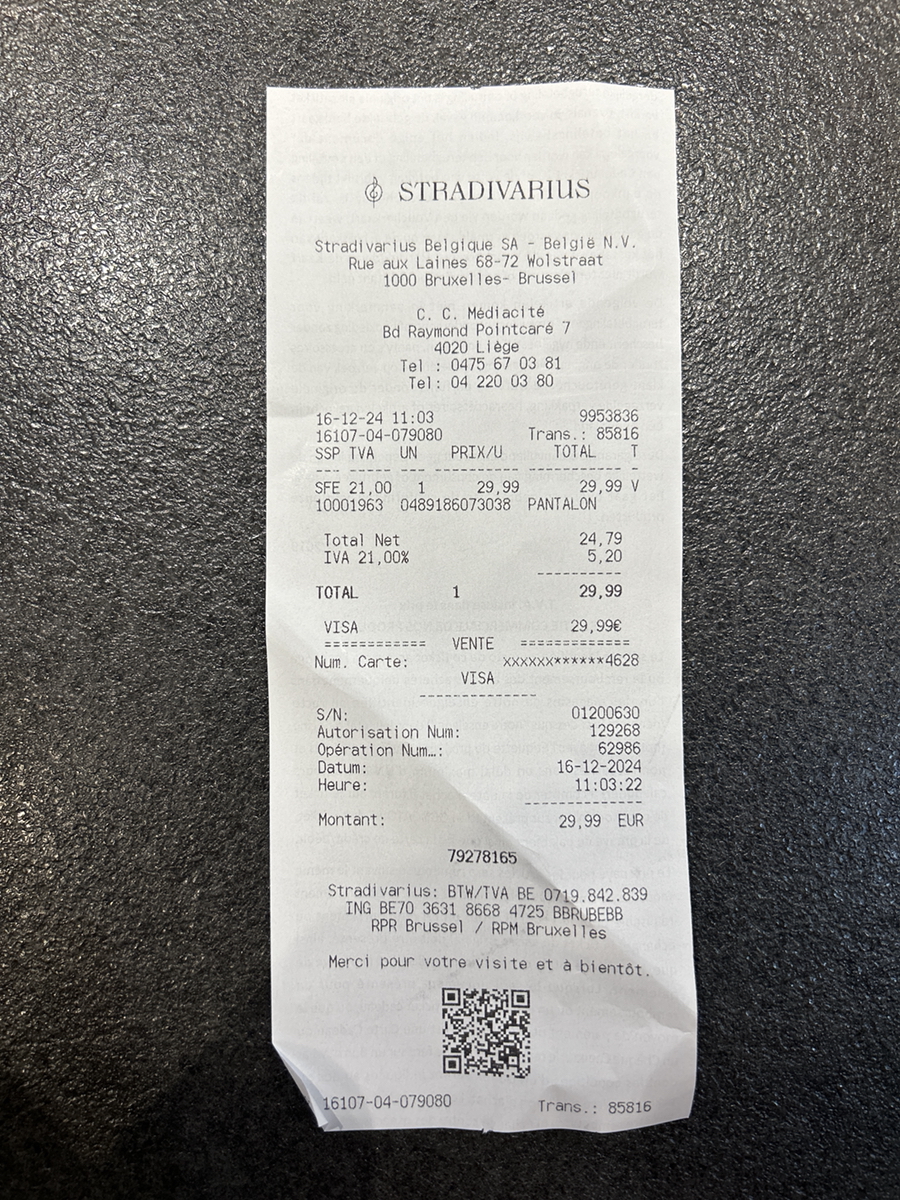 STRADIVARIUS
Stradivarius Belgique SA - België N.V.
Rue aux Laines 68-72 Wolstraat
1000 Bruxelles- Brussel
C. C. Médiacité
Bd Raymond Pointcaré 7
4020 Liège
Tel : 0475 67 03 81
Tel: 04 220 03 80
16-12-24 11:03 9953836
16107-04-079080 Trans.: 85816
SSP TVA UN PRIX/U TOTAL T
--- ----- --- ---------- -------- -
SFE 21,00 1 29,99 29,99 V
10001963 0489186073038 PANTALON
Total Net 24,79
IVA 21,00% 5,20
----------
TOTAL 1 29,99
VISA 29,99€
============ VENTE =============
Num. Carte: xxxxxx******4628
VISA
--------------
S/N: 01200630
Autorisation Num: 129268
Opération Num…: 62986
Datum: 16-12-2024
Heure: 11:03:22
--------------
Montant: 29,99 EUR
79278165
Stradivarius: BTW/TVA BE 0719.842.839
ING BE70 3631 8668 4725 BBRUBEBB
RPR Brussel / RPM Bruxelles
Merci pour votre visite et à bientôt.
16107-04-079080 Trans.: 85816